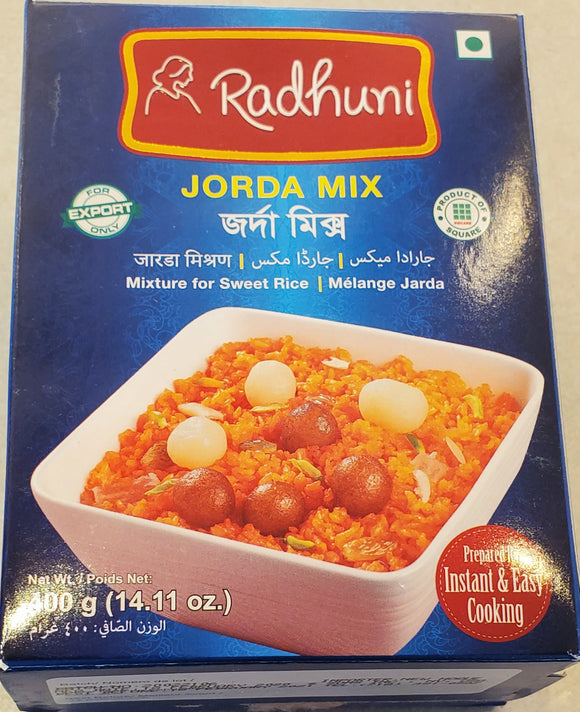 Radhuni
JORDA MIX
জর্দা মিক্স
FOR
EXPORT
ONLY
PRODUCT OF
SQUARE
जारडा मिश्रण | جارڈا مکس | جارادا میکس
Mixture for Sweet Rice | Mélange Jarda
Prepared For
Instant & Easy
Cooking
Net Wt. / Poids Net:
400 g (14.11 oz.)
الوزن الصّافي: ٤٠٠ غرام